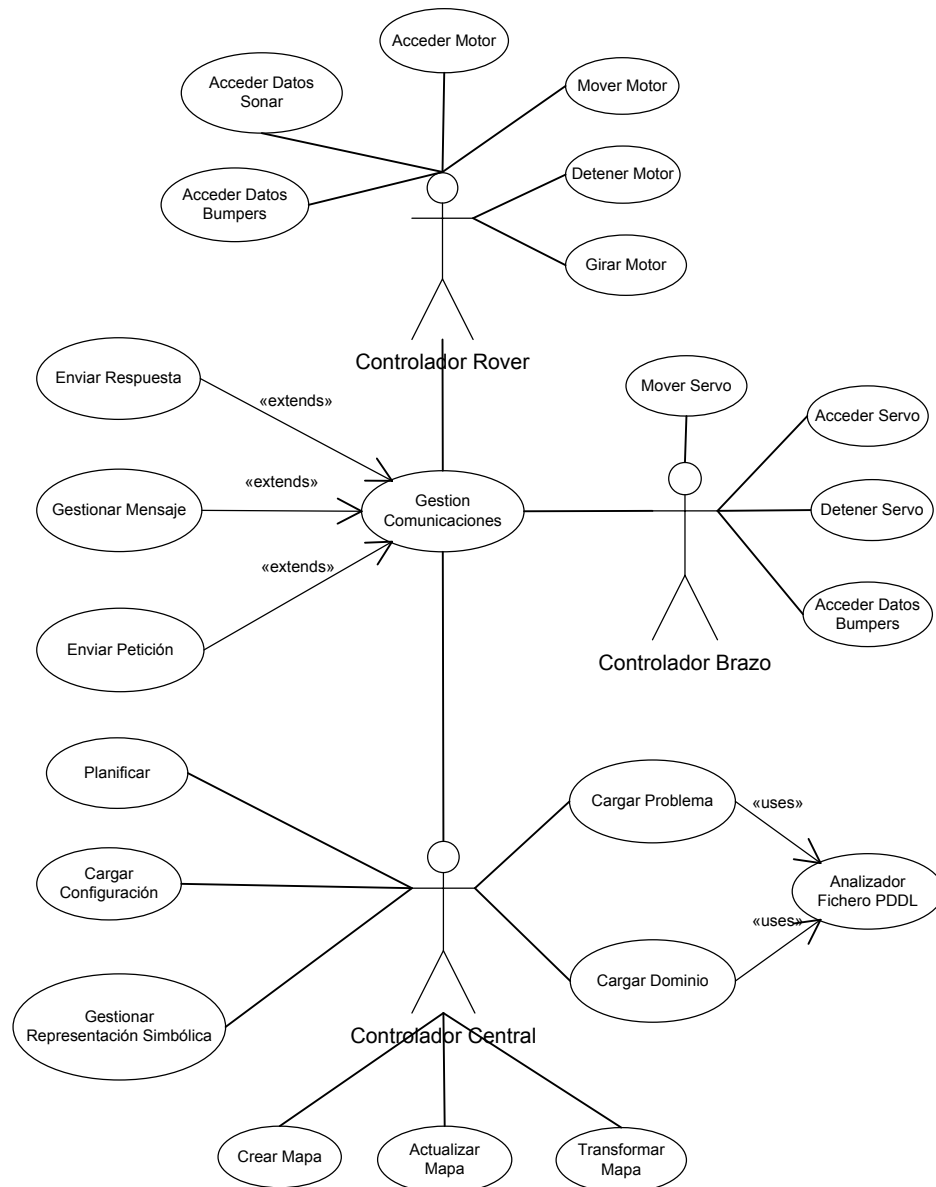 Acceder Motor
Acceder Datos
Sonar
Mover Motor
Acceder Datos
Bumpers
Detener Motor
Girar Motor
Controlador Rover
Enviar Respuesta
«extends»
Mover Servo
Acceder Servo
Gestionar Mensaje
«extends»
Gestion
Comunicaciones
Detener Servo
«extends»
Enviar Petición
Acceder Datos
Bumpers
Controlador Brazo
Planificar
Cargar Problema
«uses»
Cargar
Configuración
Analizador
Fichero PDDL
«uses»
Cargar Dominio
Gestionar
Representación Simbólica
Controlador Central
Crear Mapa
Actualizar
Mapa
Transformar
Mapa